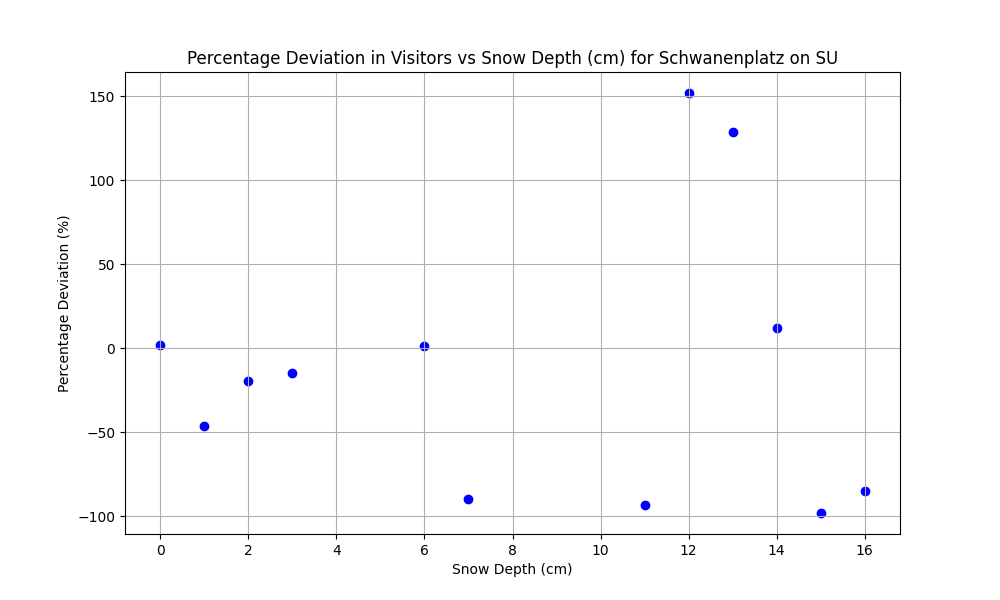 Percentage Deviation in Visitors vs Snow Depth (cm) for Schwanenplatz on SU
150
100
50
0
−50
−100
Percentage Deviation (%)
0 2 4 6 8 10 12 14 16
Snow Depth (cm)